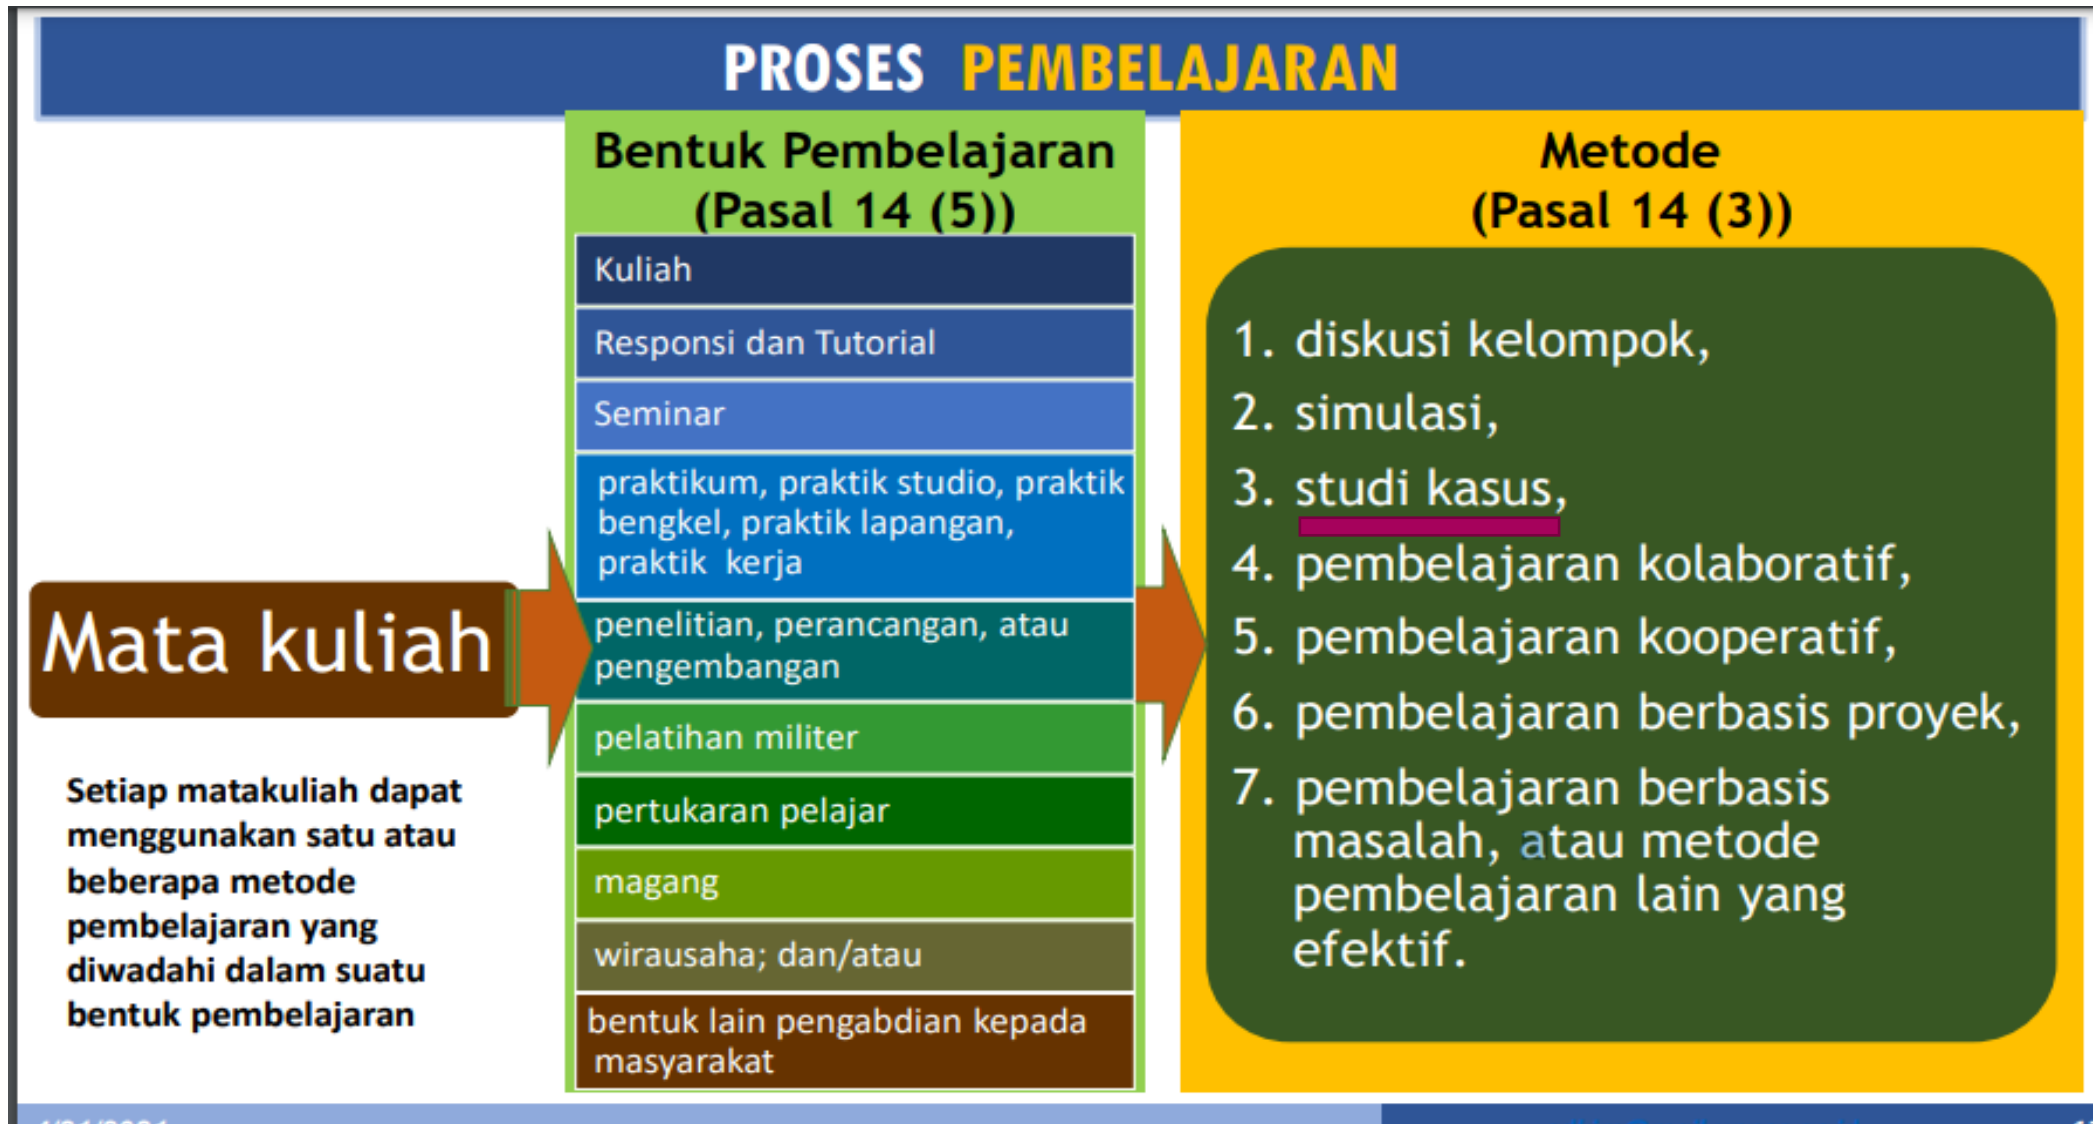 PROSES PEMBELAJARAN
Bentuk Pembelajaran
(Pasal 14 (5))
Kuliah
Responsi dan Tutorial
Seminar
praktikum, praktik studio, praktik
bengkel, praktik lapangan,
praktik kerja
penelitian, perancangan, atau
pengembangan
pelatihan militer
pertukaran pelajar
magang
wirausaha; dan/atau
bentuk lain pengabdian kepada
masyarakat
Mata kuliah
Setiap matakuliah dapat
menggunakan satu atau
beberapa metode
pembelajaran yang
diwadahi dalam suatu
bentuk pembelajaran
Metode
(Pasal 14 (3))
1. diskusi kelompok,
2. simulasi,
3. studi kasus,
4. pembelajaran kolaboratif,
5. pembelajaran kooperatif,
6. pembelajaran berbasis proyek,
7. pembelajaran berbasis
masalah, atau metode
pembelajaran lain yang
efektif.